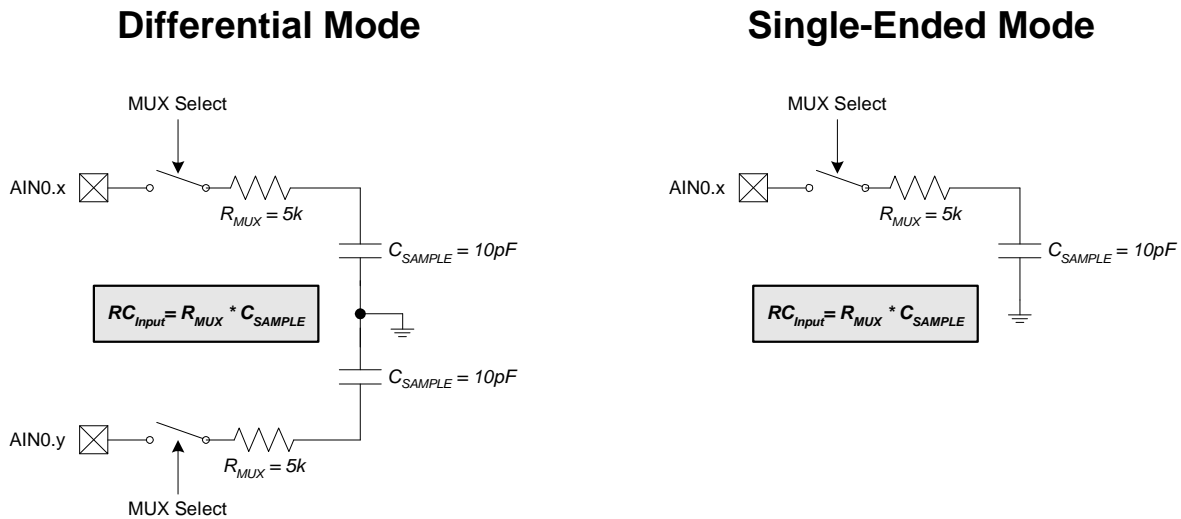 Differential Mode
MUX Select
AIN0.x
R_MUX = 5k
C_SAMPLE = 10pF
RC_Input= R_MUX * C_SAMPLE
C_SAMPLE = 10pF
AIN0.y
R_MUX = 5k
MUX Select
Single-Ended Mode
MUX Select
AIN0.x
R_MUX = 5k
C_SAMPLE = 10pF
RC_Input= R_MUX * C_SAMPLE